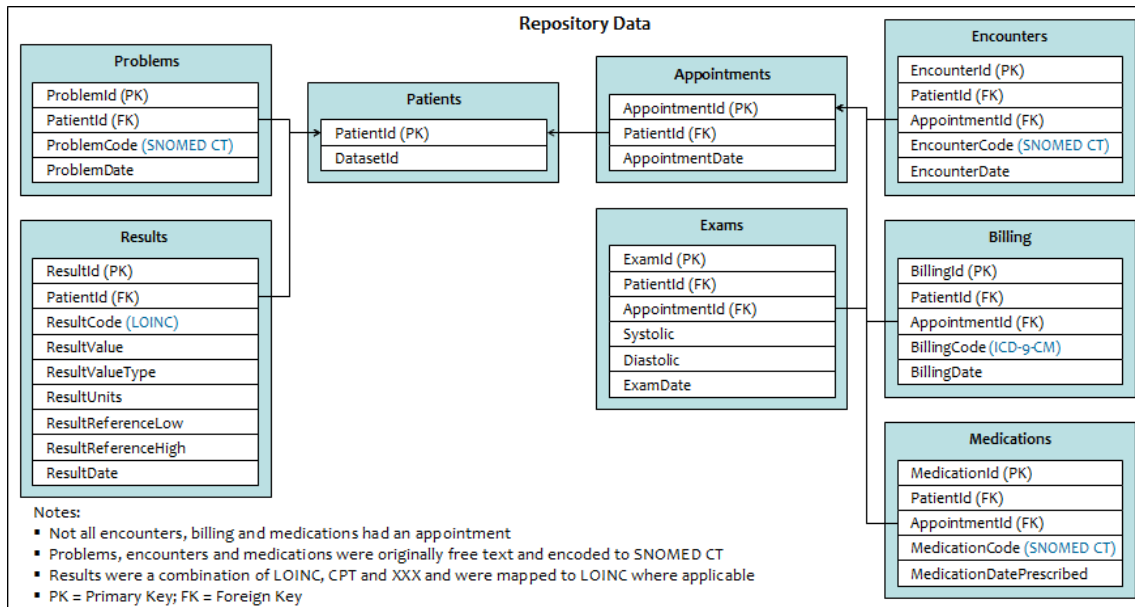 Repository Data
Problems
ProblemId (PK)
PatientId (FK)
ProblemCode (SNOMED CT)
ProblemDate
Results
ResultId (PK)
PatientId (FK)
ResultCode (LOINC)
ResultValue
ResultValueType
ResultUnits
ResultReferenceLow
ResultReferenceHigh
ResultDate
Patients
PatientId (PK)
DatasetId
Appointments
AppointmentId (PK)
PatientId (FK)
AppointmentDate
Exams
ExamId (PK)
PatientId (FK)
AppointmentId (FK)
Systolic
Diastolic
ExamDate
Encounters
EncounterId (PK)
PatientId (FK)
AppointmentId (FK)
EncounterCode (SNOMED CT)
EncounterDate
Billing
BillingId (PK)
PatientId (FK)
AppointmentId (FK)
BillingCode (ICD-9-CM)
BillingDate
Medications
MedicationId (PK)
PatientId (FK)
AppointmentId (FK)
MedicationCode (SNOMED CT)
MedicationDatePrescribed
Notes:
▪ Not all encounters, billing and medications had an appointment
▪ Problems, encounters and medications were originally free text and encoded to SNOMED CT
▪ Results were a combination of LOINC, CPT and XXX and were mapped to LOINC where applicable
▪ PK = Primary Key; FK = Foreign Key